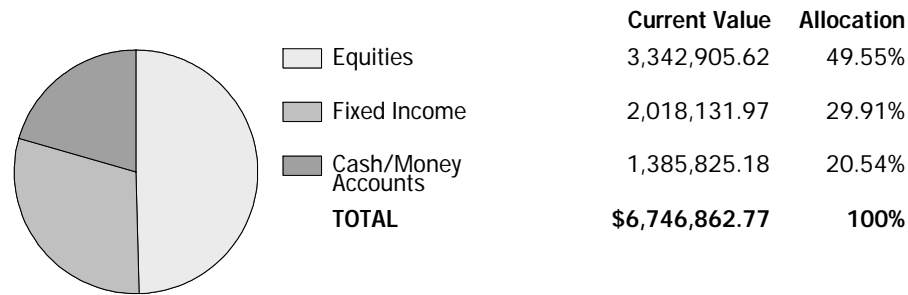 Current Value Allocation
Equities 3,342,905.62 49.55%
Fixed Income 2,018,131.97 29.91%
Cash/Money 1,385,825.18 20.54%
Accounts
TOTAL $6,746,862.77 100%